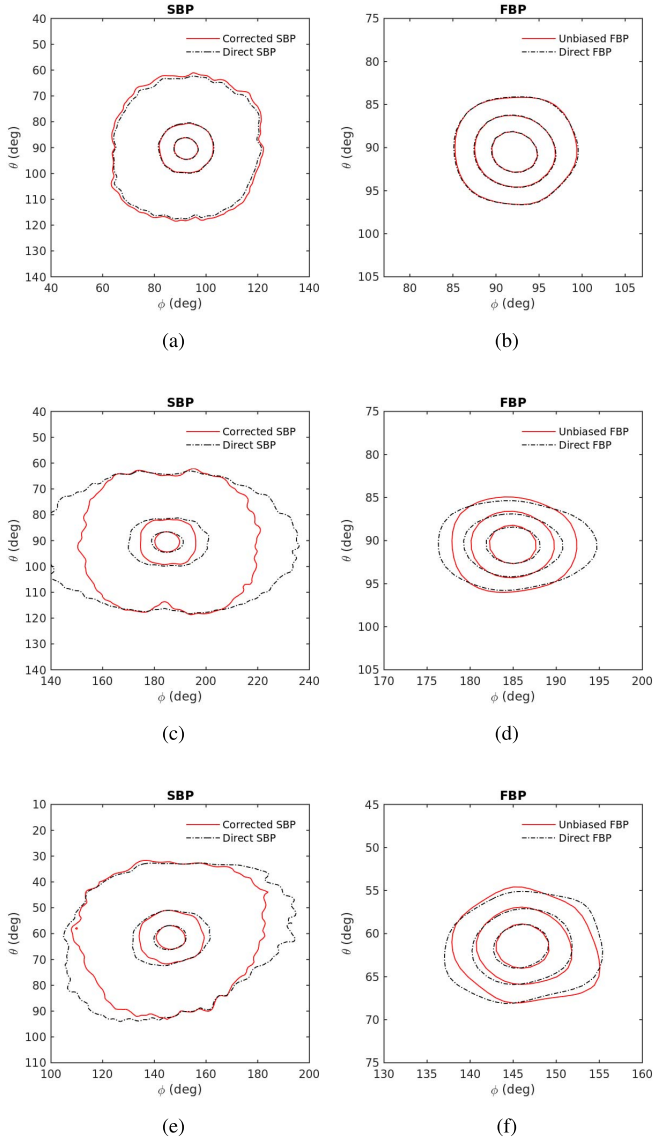 SBP
Corrected SBP
Direct SBP
40
50
60
70
80
90
100
110
120
130
140
θ (deg)
40 60 80 100 120 140
ϕ (deg)
(a)
FBP
Unbiased FBP
Direct FBP
75
80
85
90
95
100
105
θ (deg)
80 85 90 95 100 105
ϕ (deg)
(b)
SBP
Corrected SBP
Direct SBP
40
50
60
70
80
90
100
110
120
130
140
θ (deg)
140 160 180 200 220 240
ϕ (deg)
(c)
FBP
Unbiased FBP
Direct FBP
75
80
85
90
95
100
105
θ (deg)
170 175 180 185 190 195 200
ϕ (deg)
(d)
SBP
Corrected SBP
Direct SBP
10
20
30
40
50
60
70
80
90
100
110
θ (deg)
100 120 140 160 180 200
ϕ (deg)
(e)
FBP
Unbiased FBP
Direct FBP
45
50
55
60
65
70
75
θ (deg)
130 135 140 145 150 155 160
ϕ (deg)
(f)